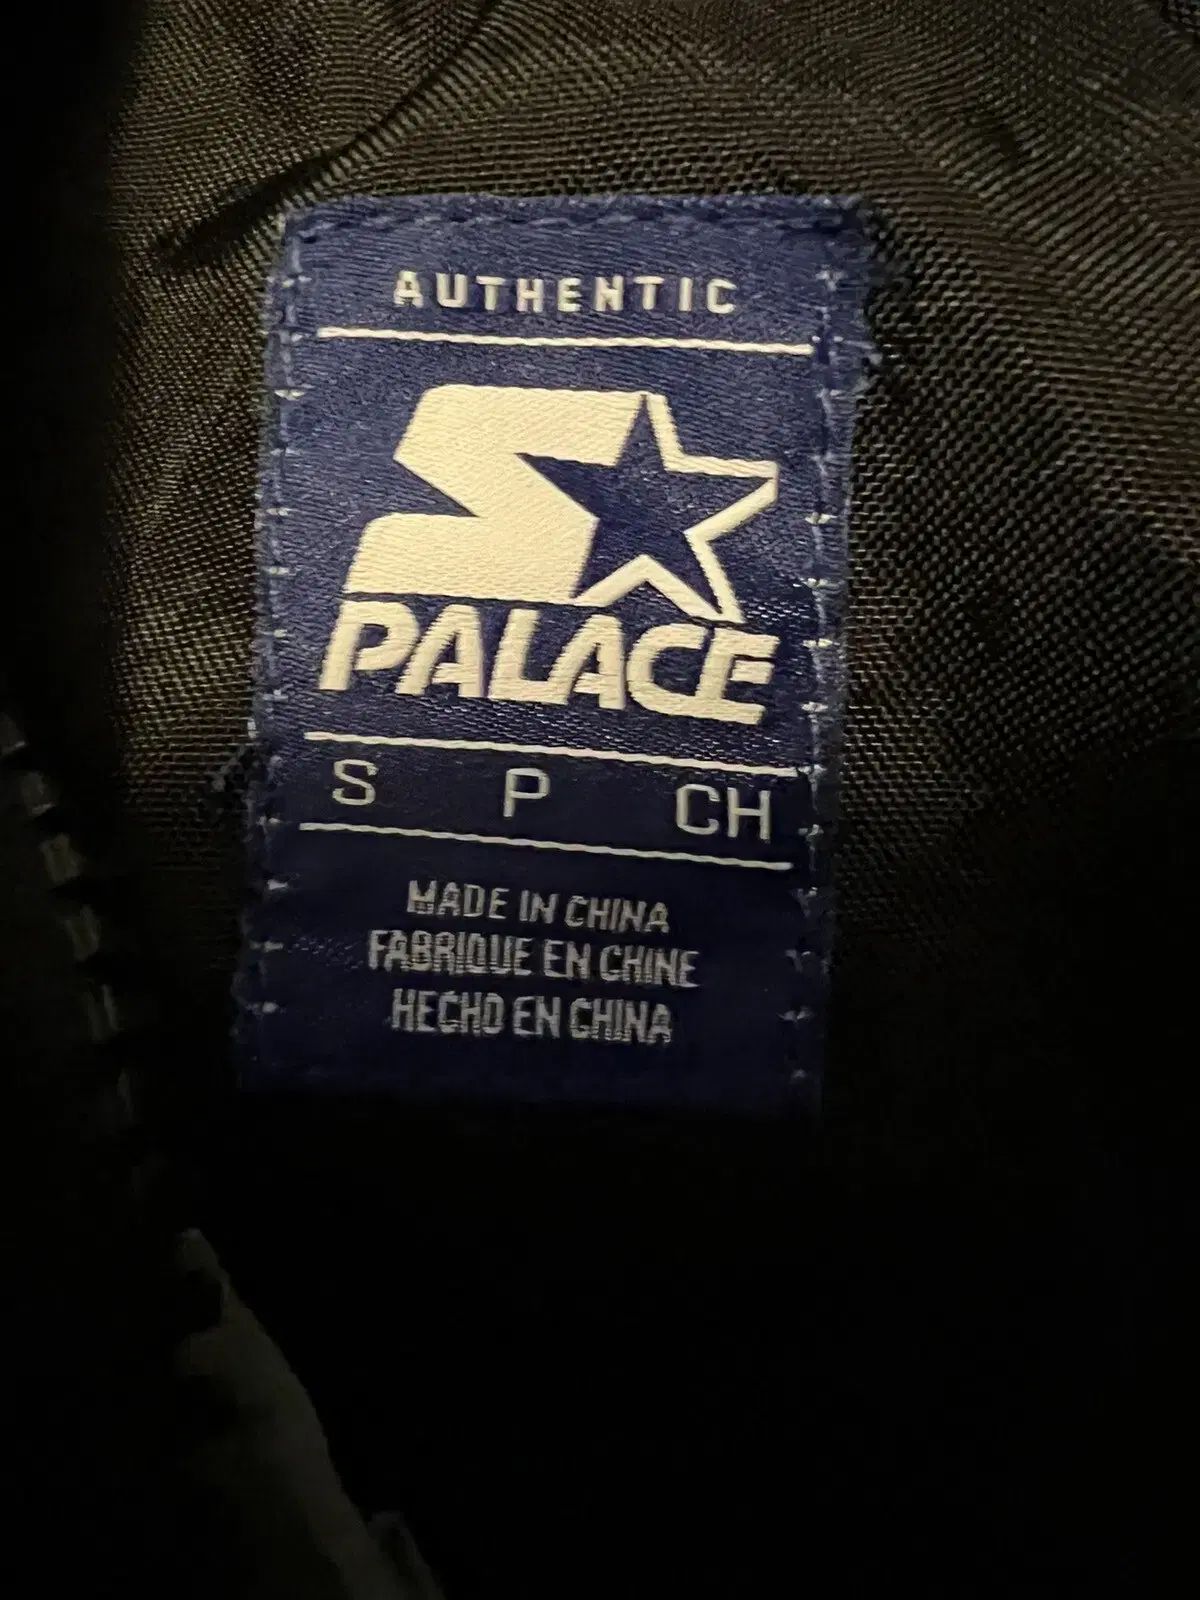 AUTHENTIC
PALACE
S P CH
MADE IN CHINA
FABRIQUE EN CHINE
HECHO EN CHINA